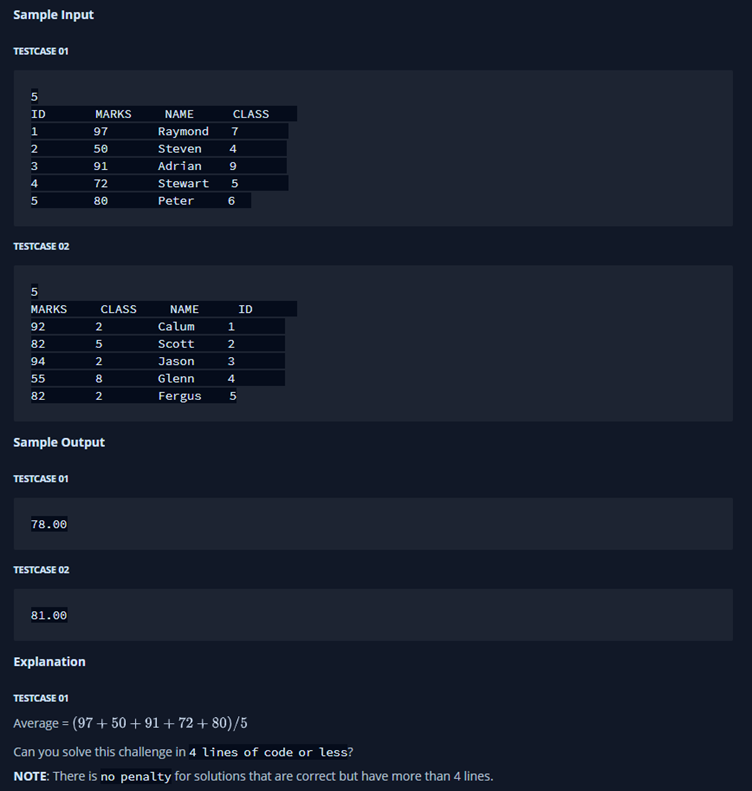 Sample Input
TESTCASE 01
5
ID MARKS NAME CLASS
1 97 Raymond 7
2 50 Steven 4
3 91 Adrian 9
4 72 Stewart 5
5 80 Peter 6
TESTCASE 02
5
MARKS CLASS NAME ID
92 2 Calum 1
82 5 Scott 2
94 2 Jason 3
55 8 Glenn 4
82 2 Fergus 5
Sample Output
TESTCASE 01
78.00
TESTCASE 02
81.00
Explanation
TESTCASE 01
Average = (97 + 50 + 91 + 72 + 80)/5
Can you solve this challenge in 4 lines of code or less?
NOTE: There is no penalty for solutions that are correct but have more than 4 lines.